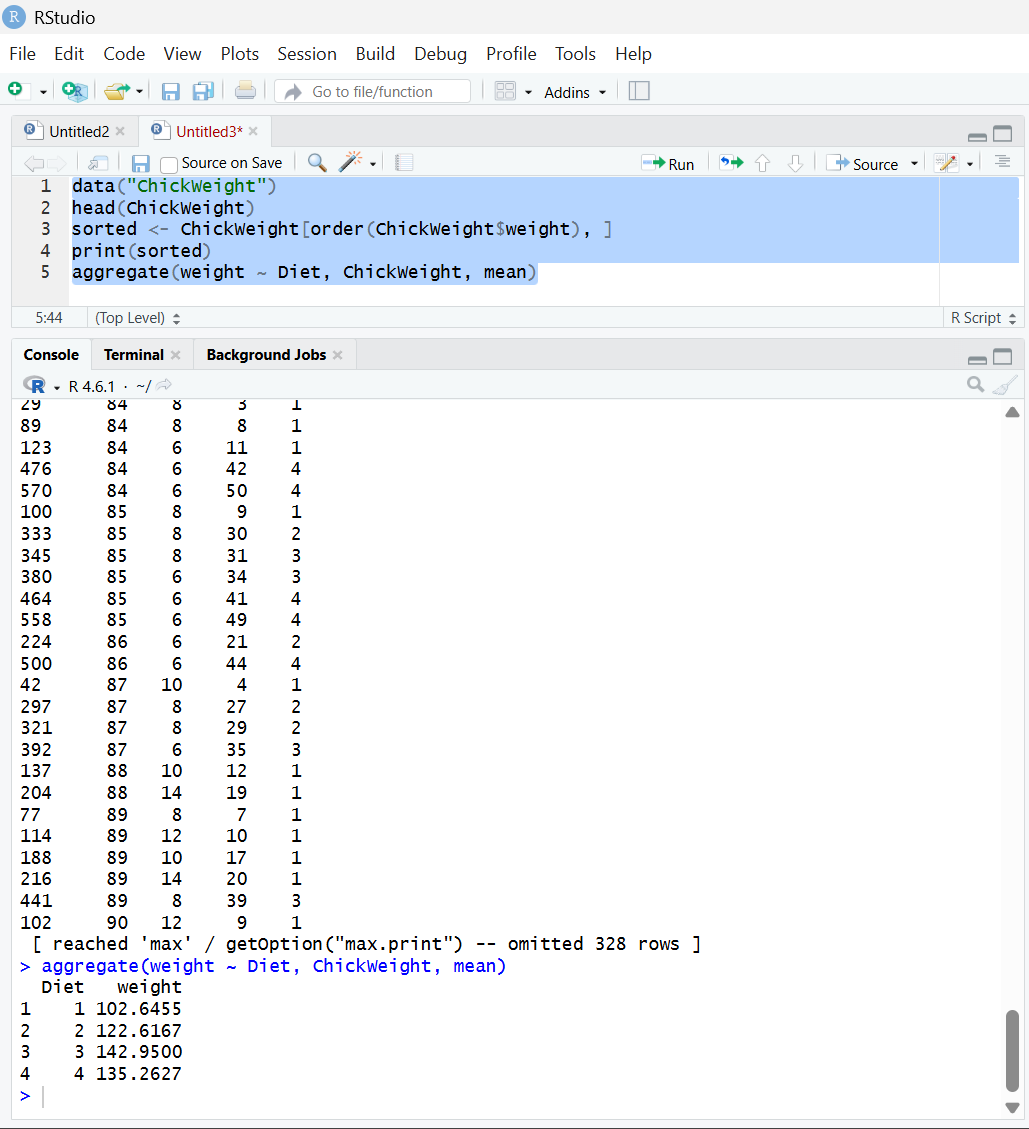 R RStudio
File Edit Code View Plots Session Build Debug Profile Tools Help
Go to file/function Addins
Untitled2 Untitled3*
Source on Save Run Source
1 data("ChickWeight")
2 head(ChickWeight)
3 sorted <- ChickWeight[order(ChickWeight$weight), ]
4 print(sorted)
5 aggregate(weight ~ Diet, ChickWeight, mean)
5:44 (Top Level) R Script
Console Terminal Background Jobs
R R 4.6.1 · ~/
29 84 8 3 1
89 84 8 8 1
123 84 6 11 1
476 84 6 42 4
570 84 6 50 4
100 85 8 9 1
333 85 8 30 2
345 85 8 31 3
380 85 6 34 3
464 85 6 41 4
558 85 6 49 4
224 86 6 21 2
500 86 6 44 4
42 87 10 4 1
297 87 8 27 2
321 87 8 29 2
392 87 6 35 3
137 88 10 12 1
204 88 14 19 1
77 89 8 7 1
114 89 12 10 1
188 89 10 17 1
216 89 14 20 1
441 89 8 39 3
102 90 12 9 1
[ reached 'max' / getOption("max.print") -- omitted 328 rows ]
> aggregate(weight ~ Diet, ChickWeight, mean)
Diet weight
1 1 102.6455
2 2 122.6167
3 3 142.9500
4 4 135.2627
>